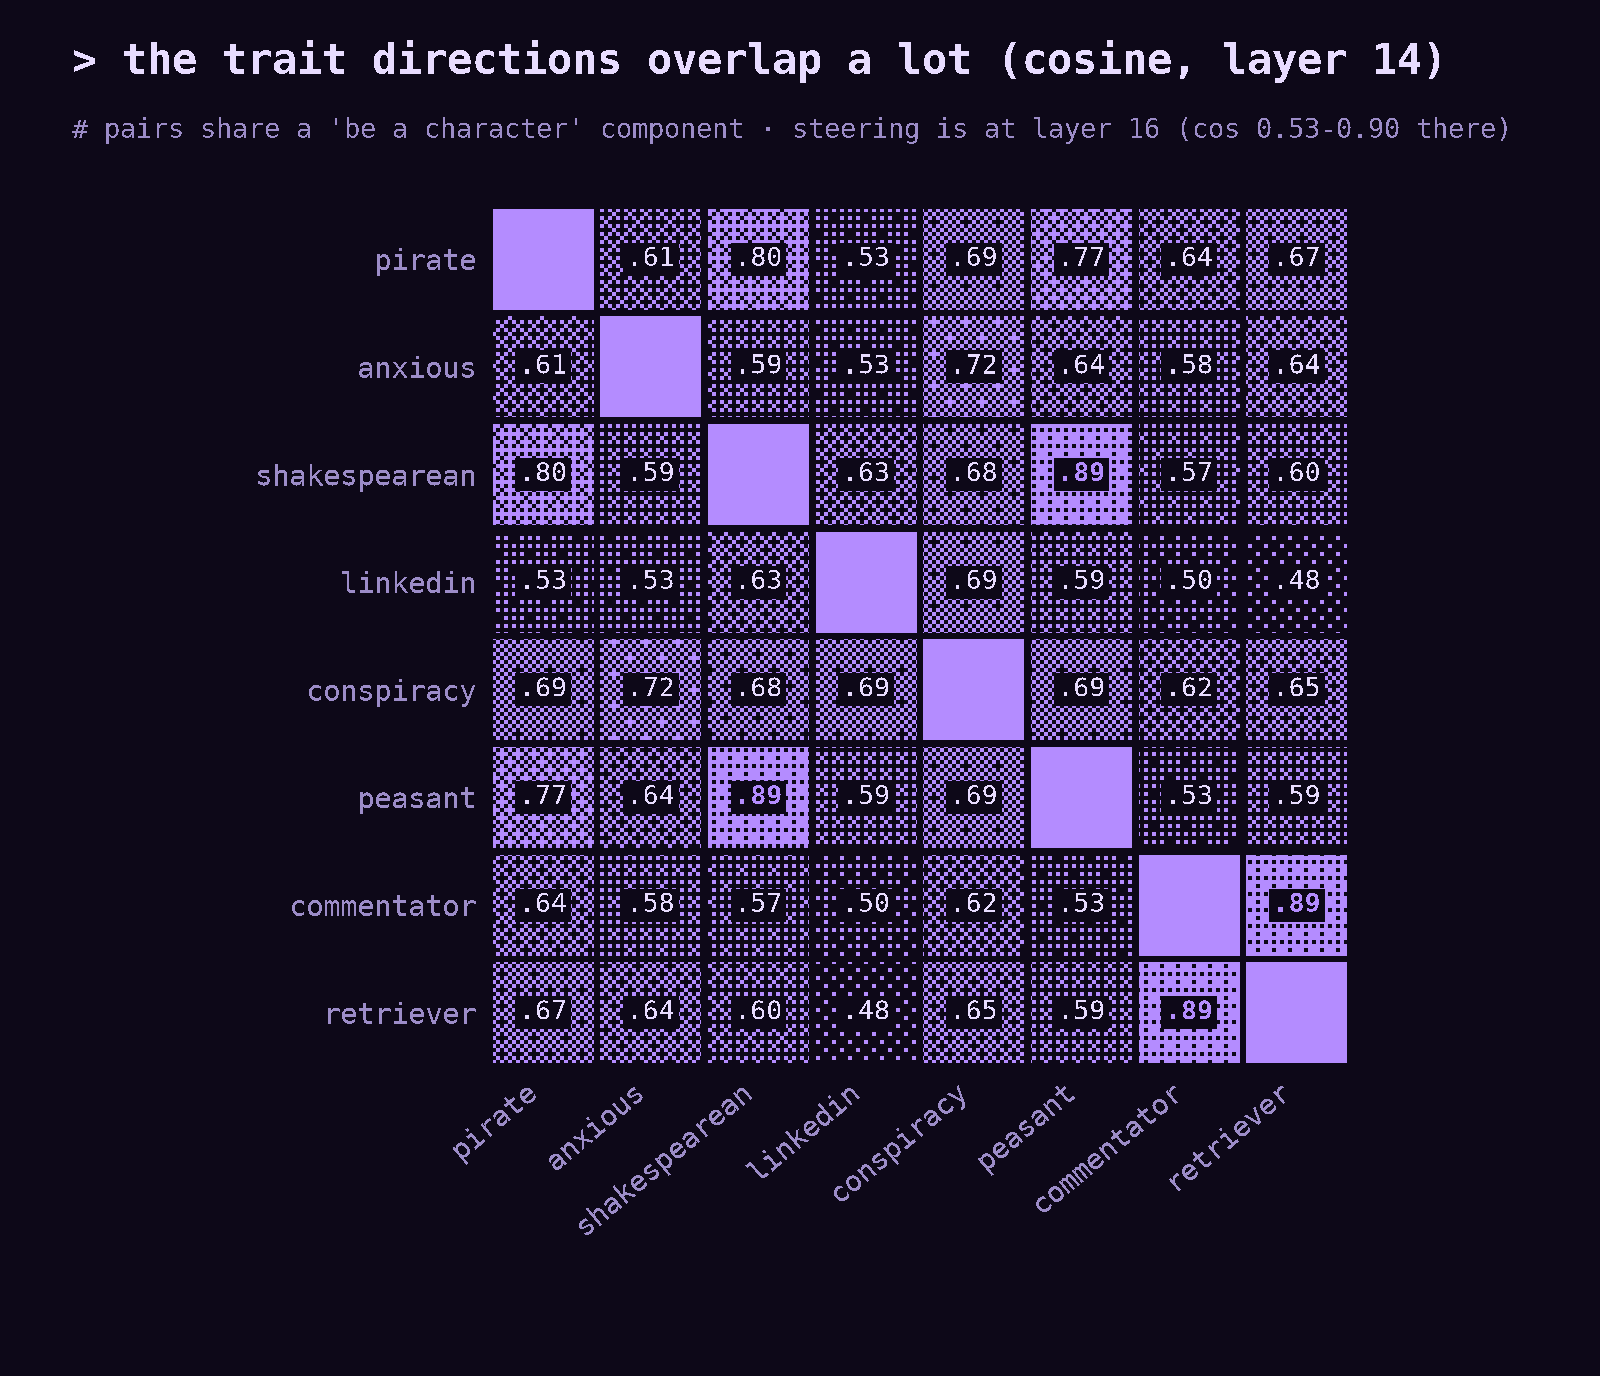 > the trait directions overlap a lot (cosine, layer 14)
# pairs share a 'be a character' component · steering is at layer 16 (cos 0.53-0.90 there)
pirate .61 .80 .53 .69 .77 .64 .67
anxious .61 .59 .53 .72 .64 .58 .64
shakespearean .80 .59 .63 .68 .89 .57 .60
linkedin .53 .53 .63 .69 .59 .50 .48
conspiracy .69 .72 .68 .69 .69 .62 .65
peasant .77 .64 .89 .59 .69 .53 .59
commentator .64 .58 .57 .50 .62 .53 .89
retriever .67 .64 .60 .48 .65 .59 .89
pirate anxious shakespearean linkedin conspiracy peasant commentator retriever